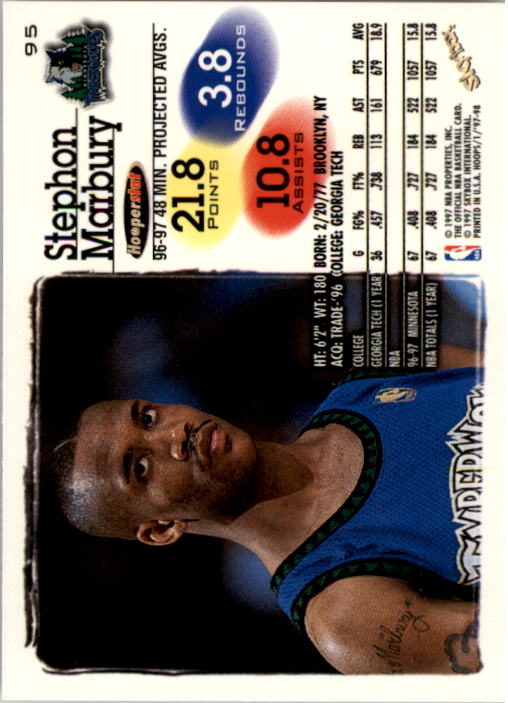 95
TIMBERWOLVES
Stephon
Marbury
Hooperstats
96-97 48 MIN. PROJECTED AVGS.
21.8
POINTS
3.8
REBOUNDS
10.8
ASSISTS
HT: 6'2" WT: 180 BORN: 2/20/77 BROOKLYN, NY
ACQ: TRADE-'96 COLLEGE: GEORGIA TECH
COLLEGE G FG% FT% REB AST PTS AVG
GEORGIA TECH (1 YEAR) 36 .457 .738 113 161 679 18.9
NBA
96-97 MINNESOTA 67 .408 .727 184 522 1057 15.8
NBA TOTALS (1 YEAR) 67 .408 .727 184 522 1057 15.8
© 1997 NBA PROPERTIES, INC.
THE OFFICIAL NBA BASKETBALL CARD.
© 1997 SKYBOX INTERNATIONAL.
PRINTED IN U.S.A. HOOPS/1/97-98
NBA
SKYBOX
Marbury
TIMBERWO